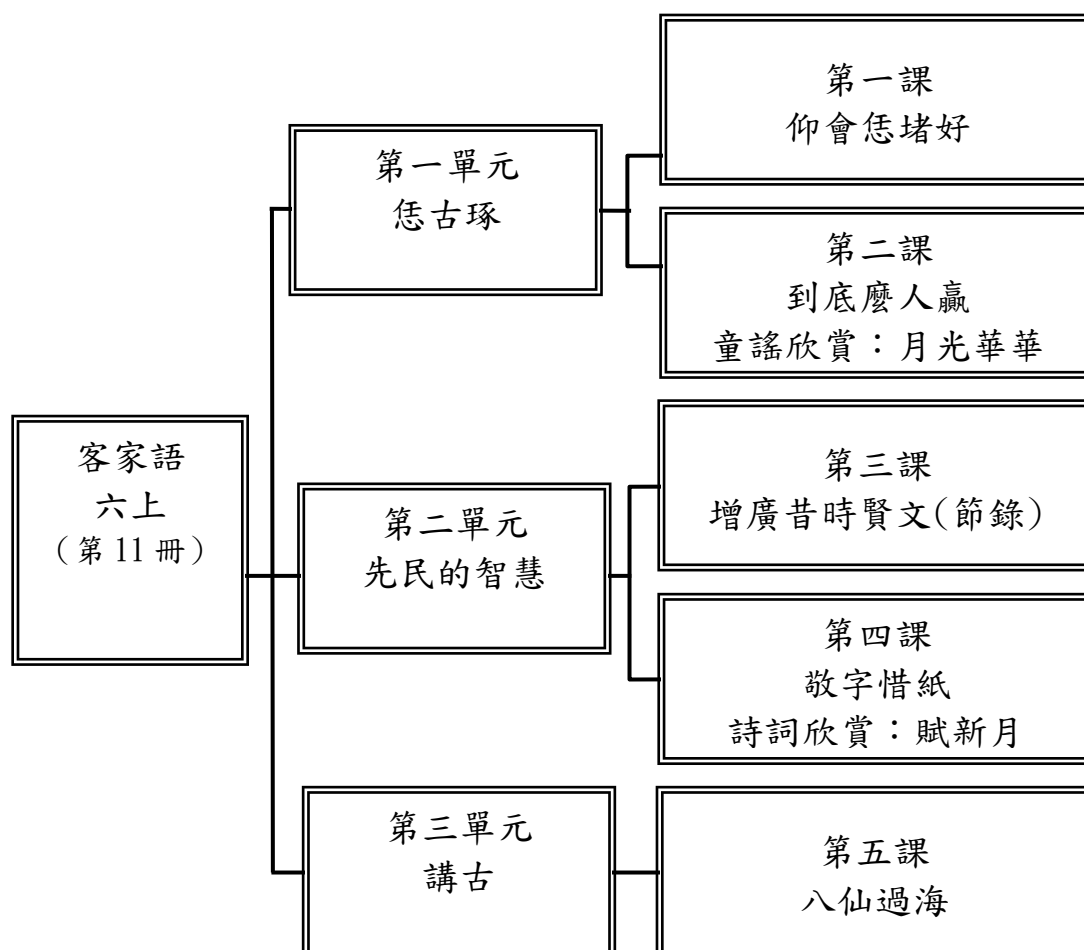 客家語
六上
（第11冊）
第一單元
恁古琢
第一課
仰會恁堵好
第二課
到底麼人贏
童謠欣賞：月光華華
第二單元
先民的智慧
第三課
增廣昔時賢文(節錄)
第四課
敬字惜紙
詩詞欣賞：賦新月
第三單元
講古
第五課
八仙過海